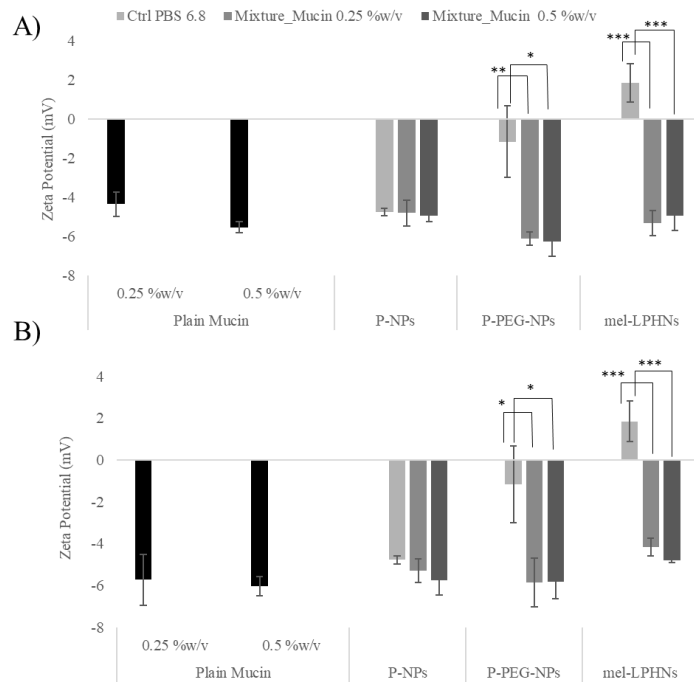 A)
Ctrl PBS 6.8 Mixture_Mucin 0.25 %w/v Mixture_Mucin 0.5 %w/v
4
2
0
-2
-4
-6
-8
Zeta Potential (mV)
** * *** ***
0.25 %w/v 0.5 %w/v
Plain Mucin P-NPs P-PEG-NPs mel-LPHNs
B)
4
2
0
-2
-4
-6
-8
Zeta Potential (mV)
* * *** ***
0.25 %w/v 0.5 %w/v
Plain Mucin P-NPs P-PEG-NPs mel-LPHNs